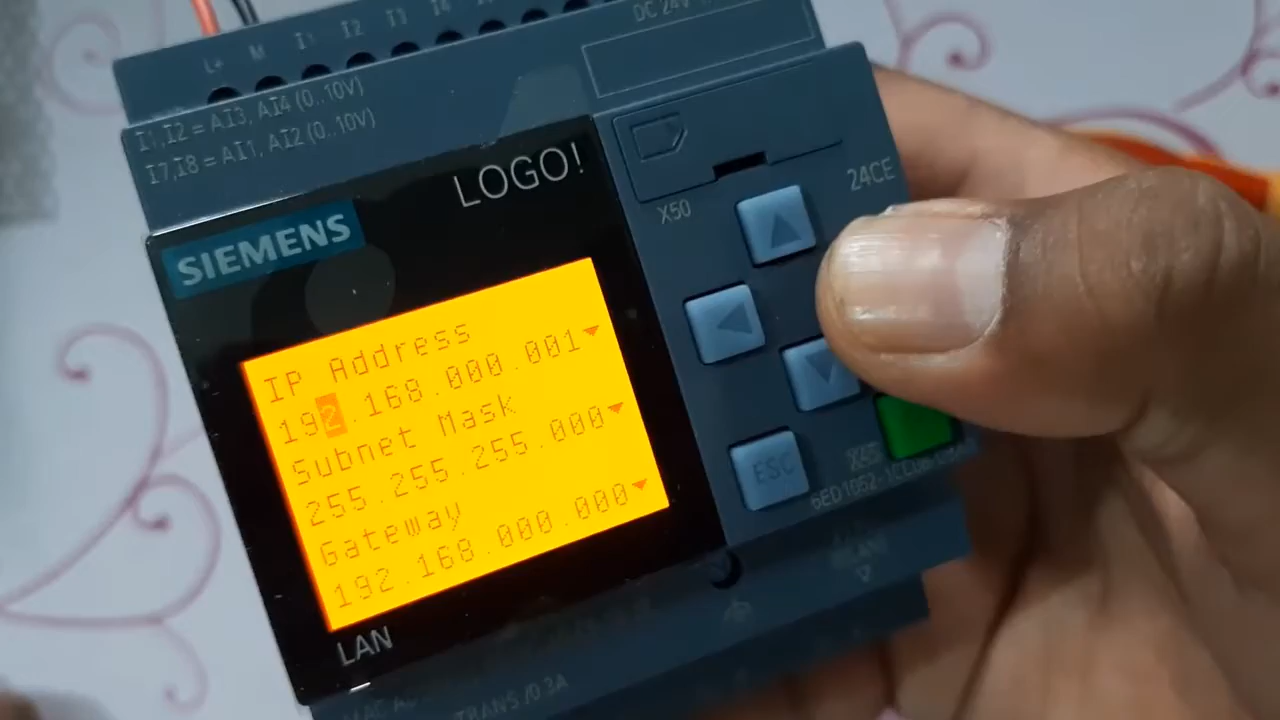 L+ M I1 I2 I3 I4
DC 24V
I1,I2 = AI3, AI4 (0..10V)
I7,I8 = AI1, AI2 (0..10V)
LOGO!
24CE
X50
SIEMENS
IP Address
192.168.000.001
Subnet Mask
255.255.255.000
Gateway
192.168.000.000
ESC
LAN